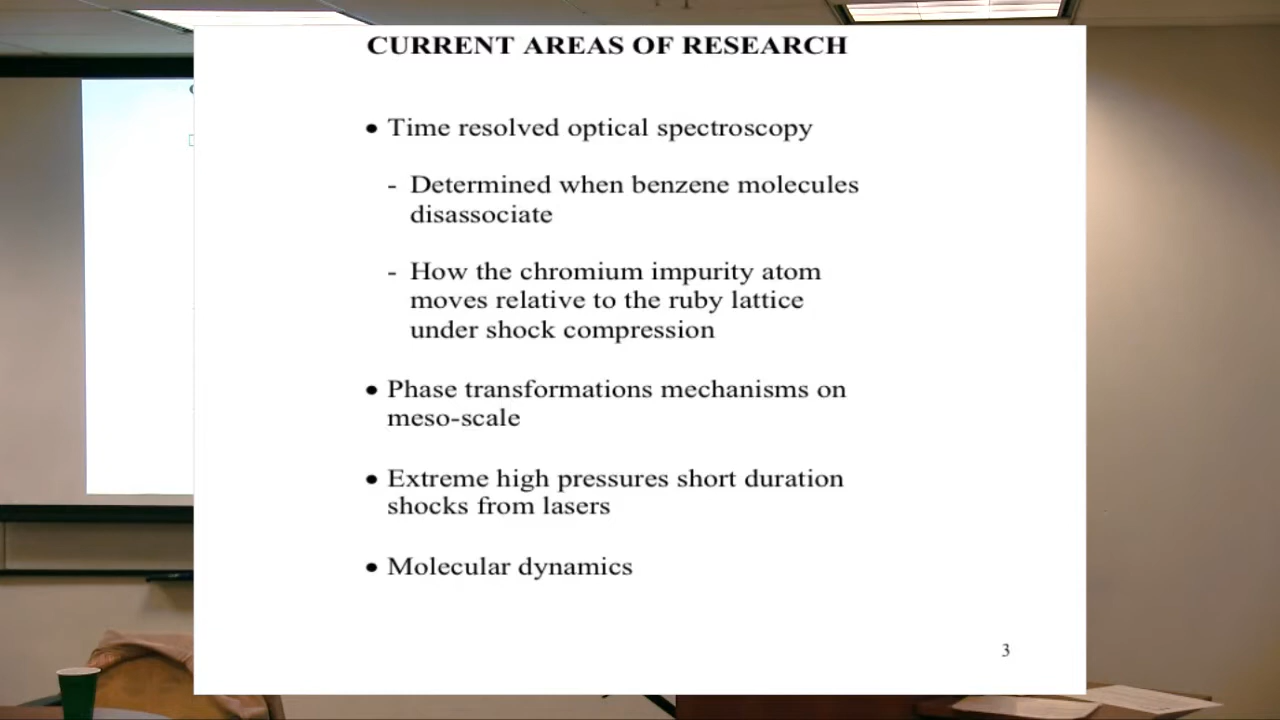 CURRENT AREAS OF RESEARCH
• Time resolved optical spectroscopy
- Determined when benzene molecules
disassociate
- How the chromium impurity atom
moves relative to the ruby lattice
under shock compression
• Phase transformations mechanisms on
meso-scale
• Extreme high pressures short duration
shocks from lasers
• Molecular dynamics
3